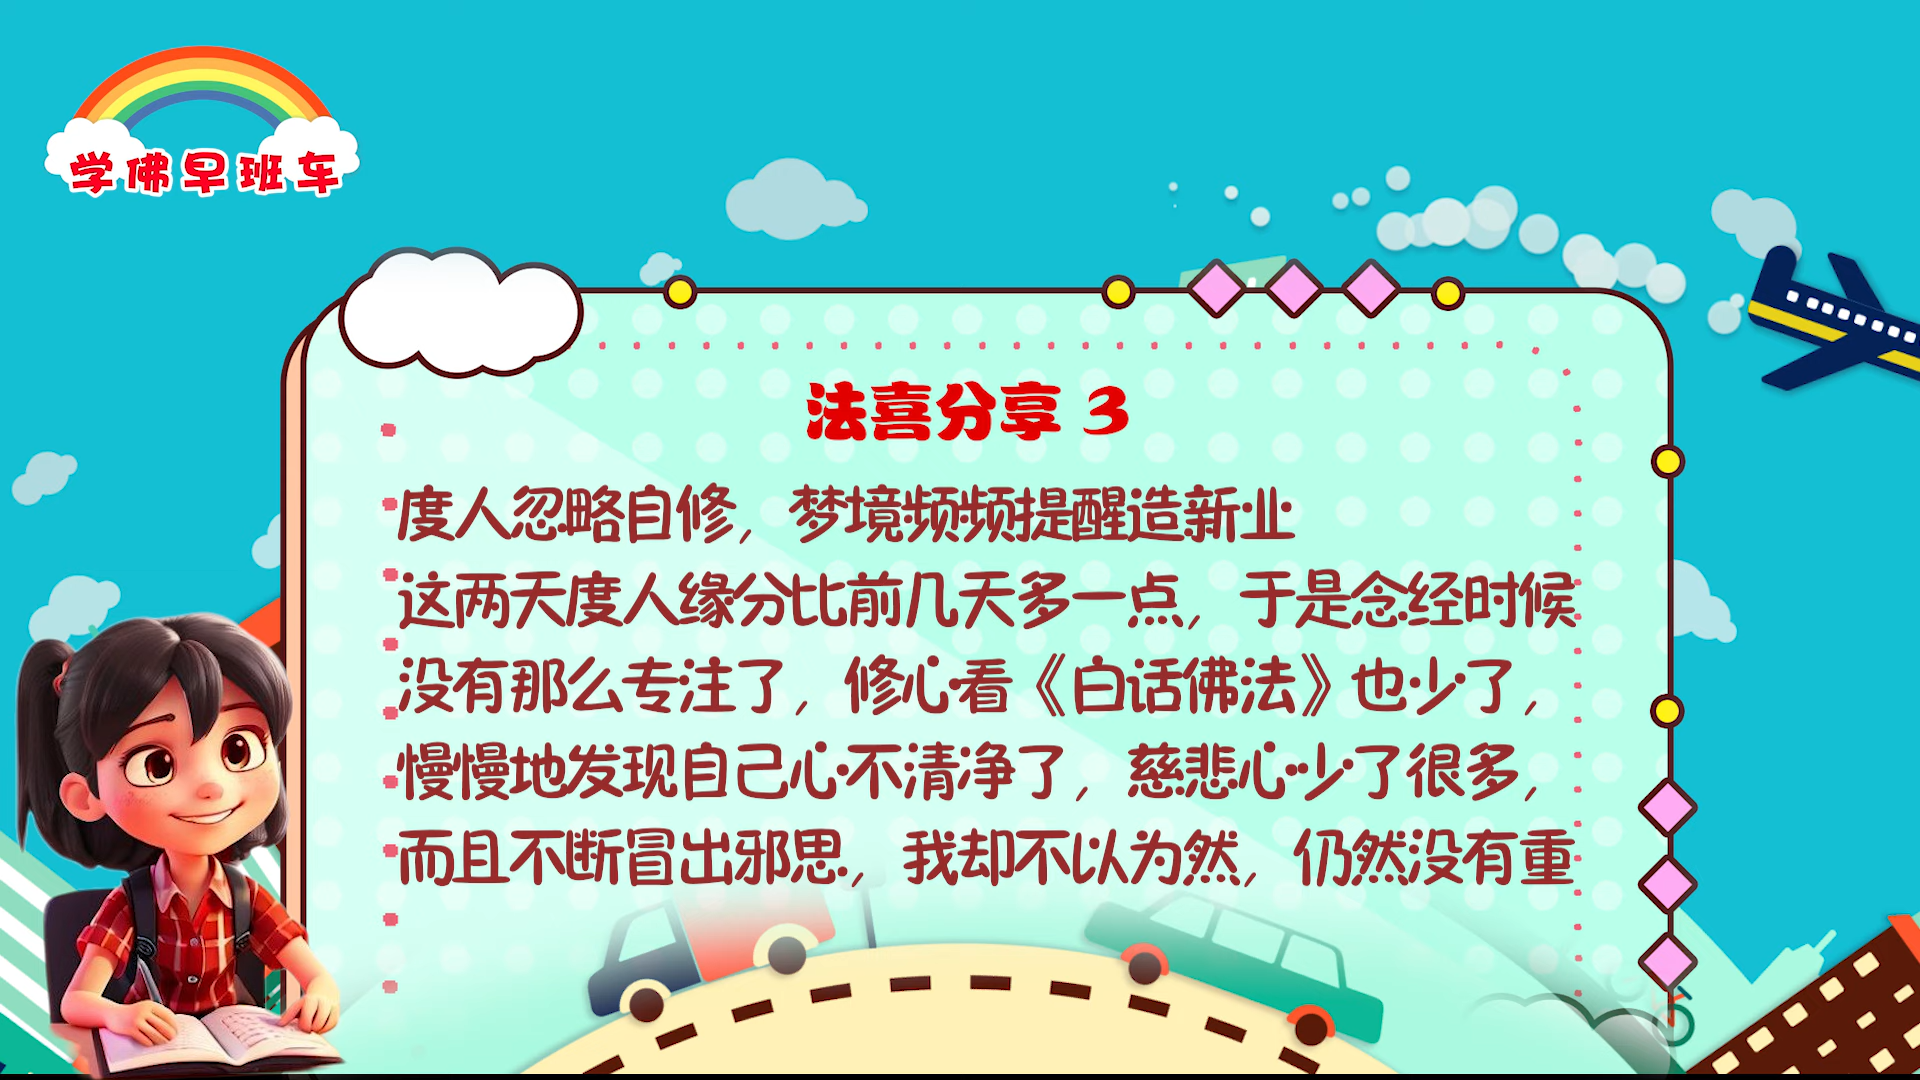 学佛早班车
法喜分享 3
度人忽略自修，梦境频频提醒造新业
这两天度人缘分比前几天多一点，于是念经时候
没有那么专注了，修心看《白话佛法》也少了，
慢慢地发现自己心不清净了，慈悲心少了很多，
而且不断冒出邪思，我却不以为然，仍然没有重